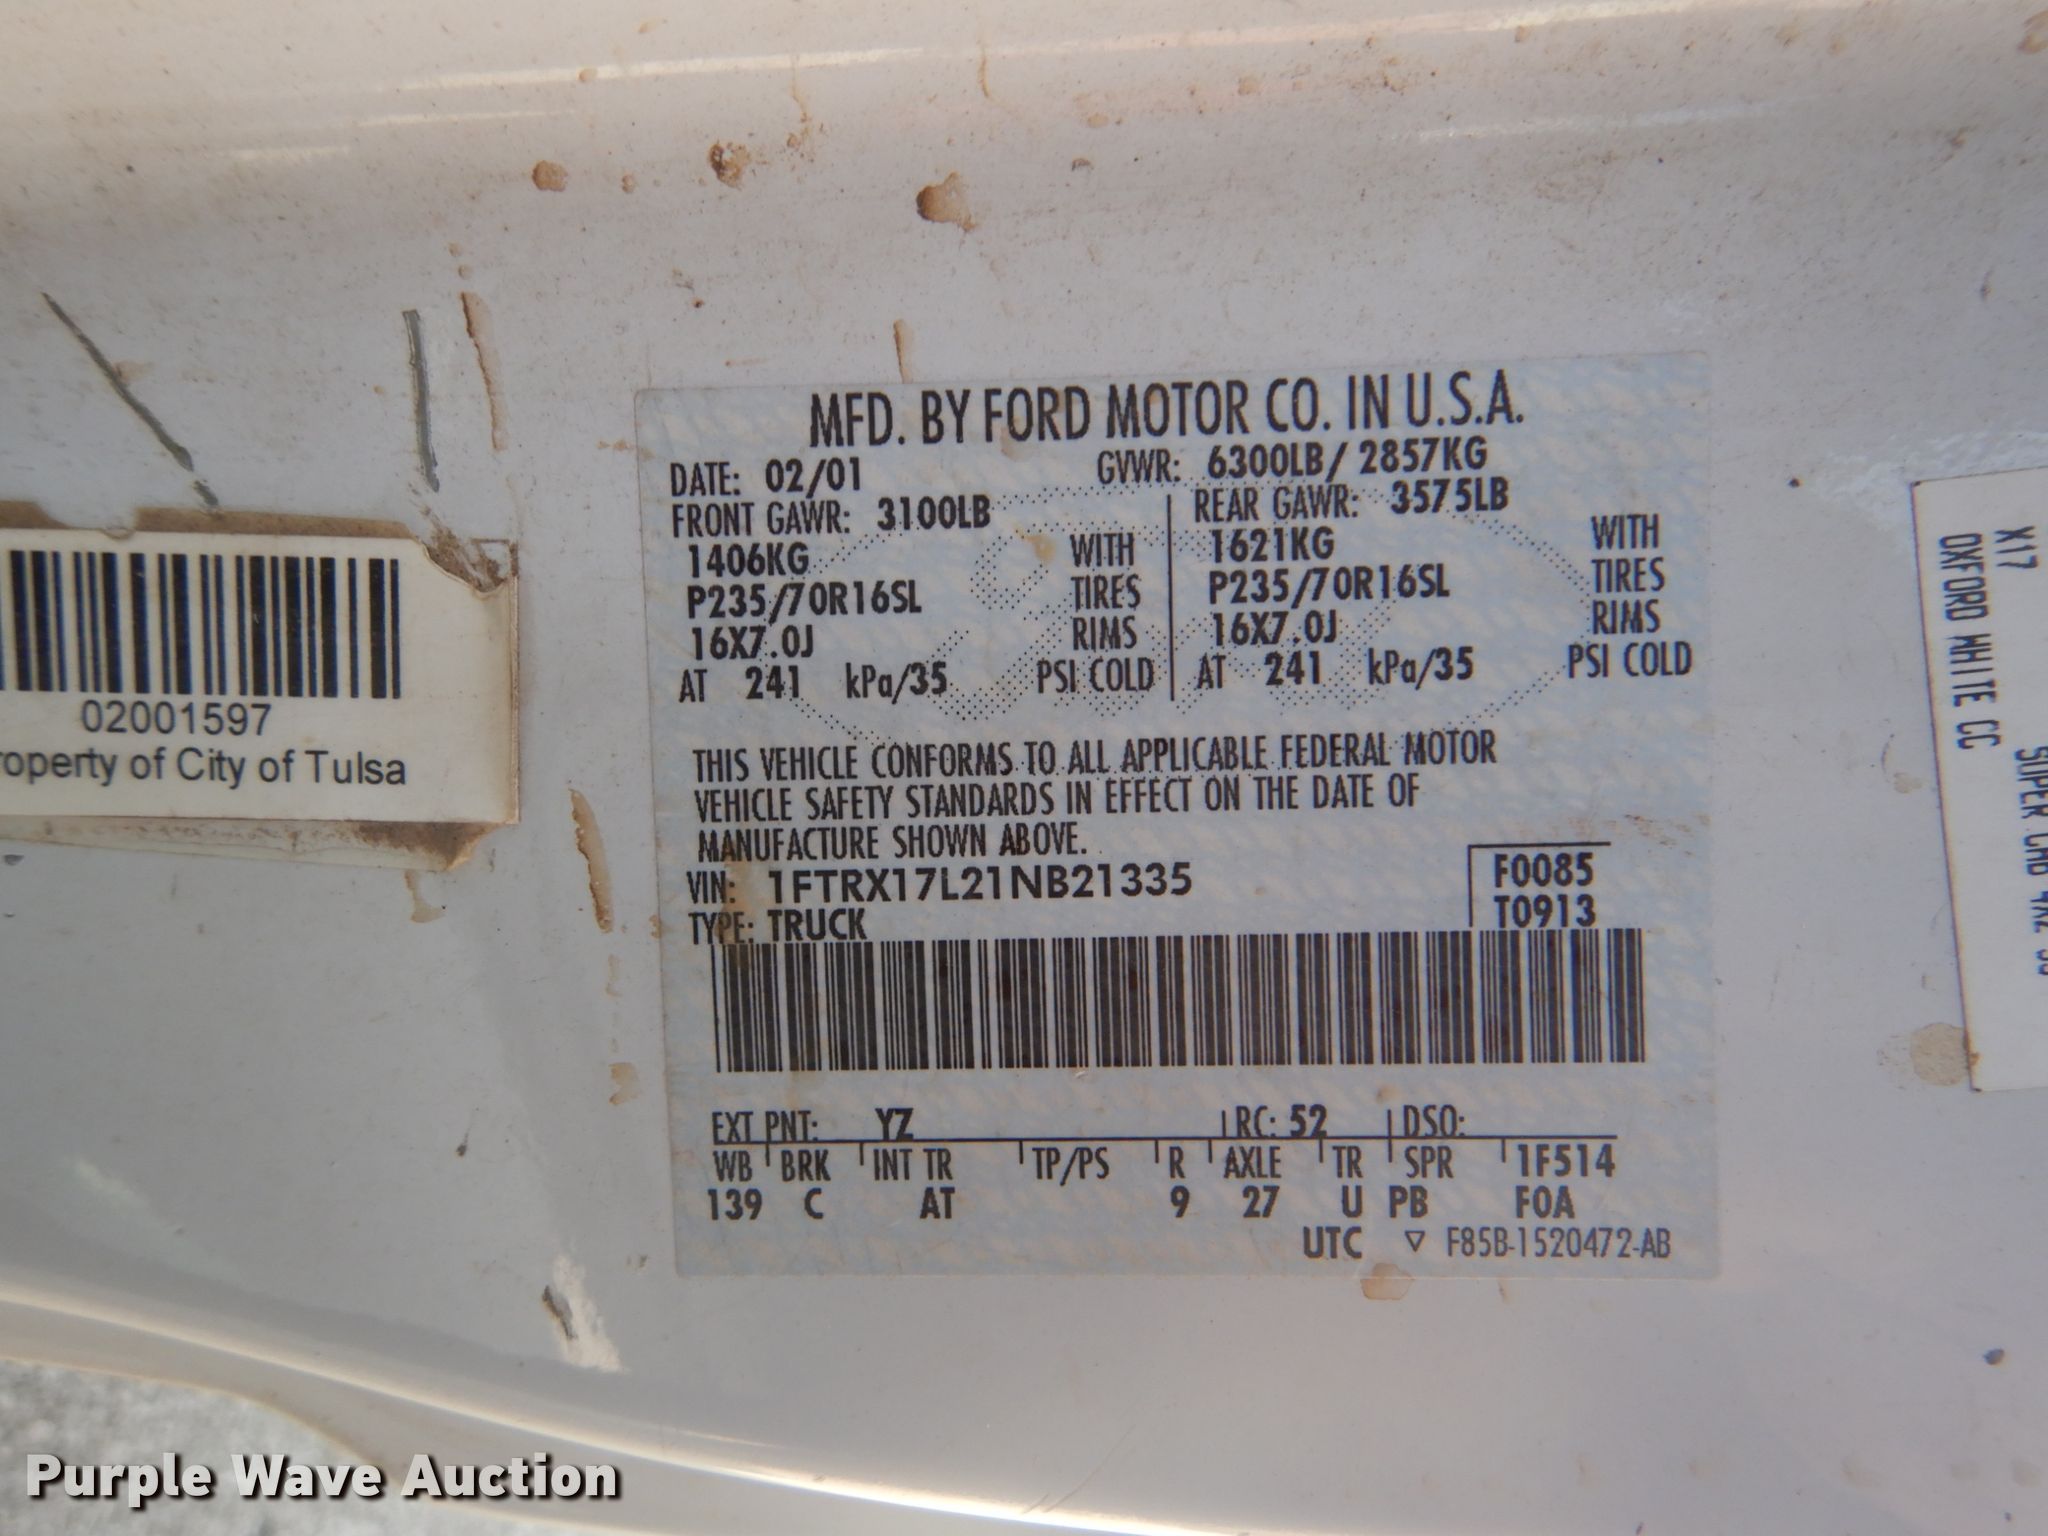 MFD. BY FORD MOTOR CO. IN U.S.A.
DATE: 02/01 GVWR: 6300LB/ 2857KG
FRONT GAWR: 3100LB REAR GAWR: 3575LB
1406KG WITH 1621KG WITH
P235/70R16SL TIRES P235/70R16SL TIRES
16X7.0J RIMS 16X7.0J RIMS
AT 241 kPa/35 PSI COLD AT 241 kPa/35 PSI COLD
THIS VEHICLE CONFORMS TO ALL APPLICABLE FEDERAL MOTOR
VEHICLE SAFETY STANDARDS IN EFFECT ON THE DATE OF
MANUFACTURE SHOWN ABOVE.
VIN: 1FTRX17L21NB21335 F0085
TYPE: TRUCK T0913
EXT PNT: YZ RC: 52 DSO:
WB BRK INT TR TP/PS R AXLE TR SPR 1F514
139 C AT 9 27 U PB F0A
UTC ▽ F85B-1520472-AB
02001597
roperty of City of Tulsa
X17
OXFORD WHITE CC
SUPER CAB 4X2
Purple Wave Auction